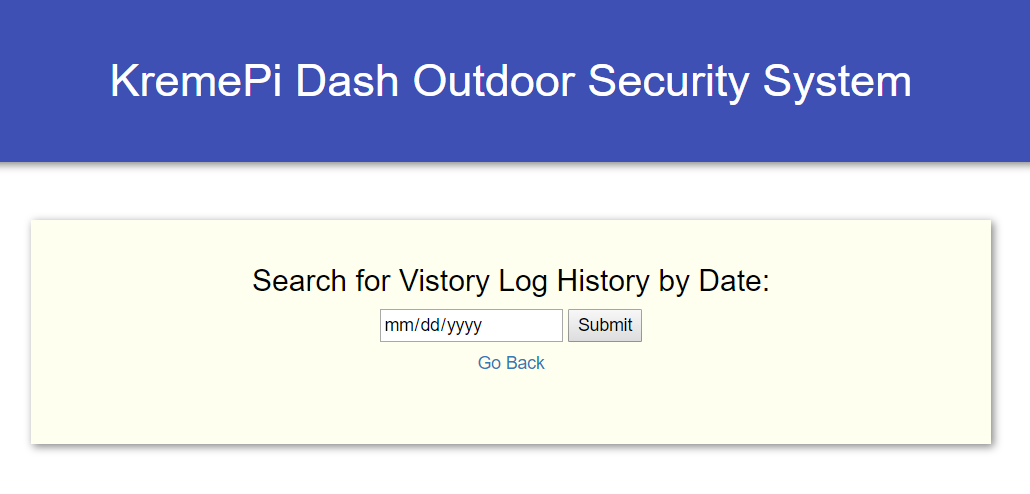 KremePi Dash Outdoor Security System
Search for Vistory Log History by Date:
mm/dd/yyyy Submit
Go Back